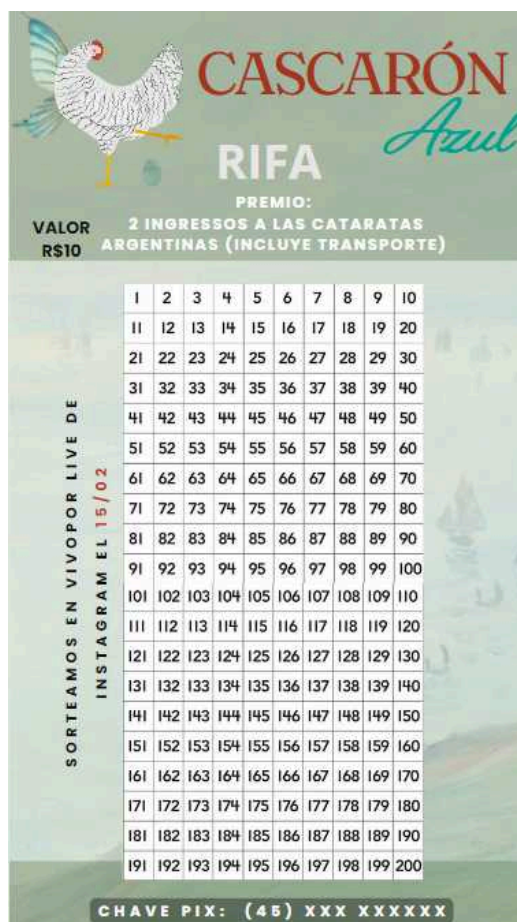 CASCARÓN
Azul
RIFA
PREMIO:
2 INGRESSOS A LAS CATARATAS
ARGENTINAS (INCLUYE TRANSPORTE)
VALOR
R$10
1 2 3 4 5 6 7 8 9 10
11 12 13 14 15 16 17 18 19 20
21 22 23 24 25 26 27 28 29 30
31 32 33 34 35 36 37 38 39 40
41 42 43 44 45 46 47 48 49 50
51 52 53 54 55 56 57 58 59 60
61 62 63 64 65 66 67 68 69 70
71 72 73 74 75 76 77 78 79 80
81 82 83 84 85 86 87 88 89 90
91 92 93 94 95 96 97 98 99 100
101 102 103 104 105 106 107 108 109 110
111 112 113 114 115 116 117 118 119 120
121 122 123 124 125 126 127 128 129 130
131 132 133 134 135 136 137 138 139 140
141 142 143 144 145 146 147 148 149 150
151 152 153 154 155 156 157 158 159 160
161 162 163 164 165 166 167 168 169 170
171 172 173 174 175 176 177 178 179 180
181 182 183 184 185 186 187 188 189 190
191 192 193 194 195 196 197 198 199 200
SORTEAMOS EN VIVOPOR LIVE DE
INSTAGRAM EL 15/02
CHAVE PIX: (45) XXX XXXXXX